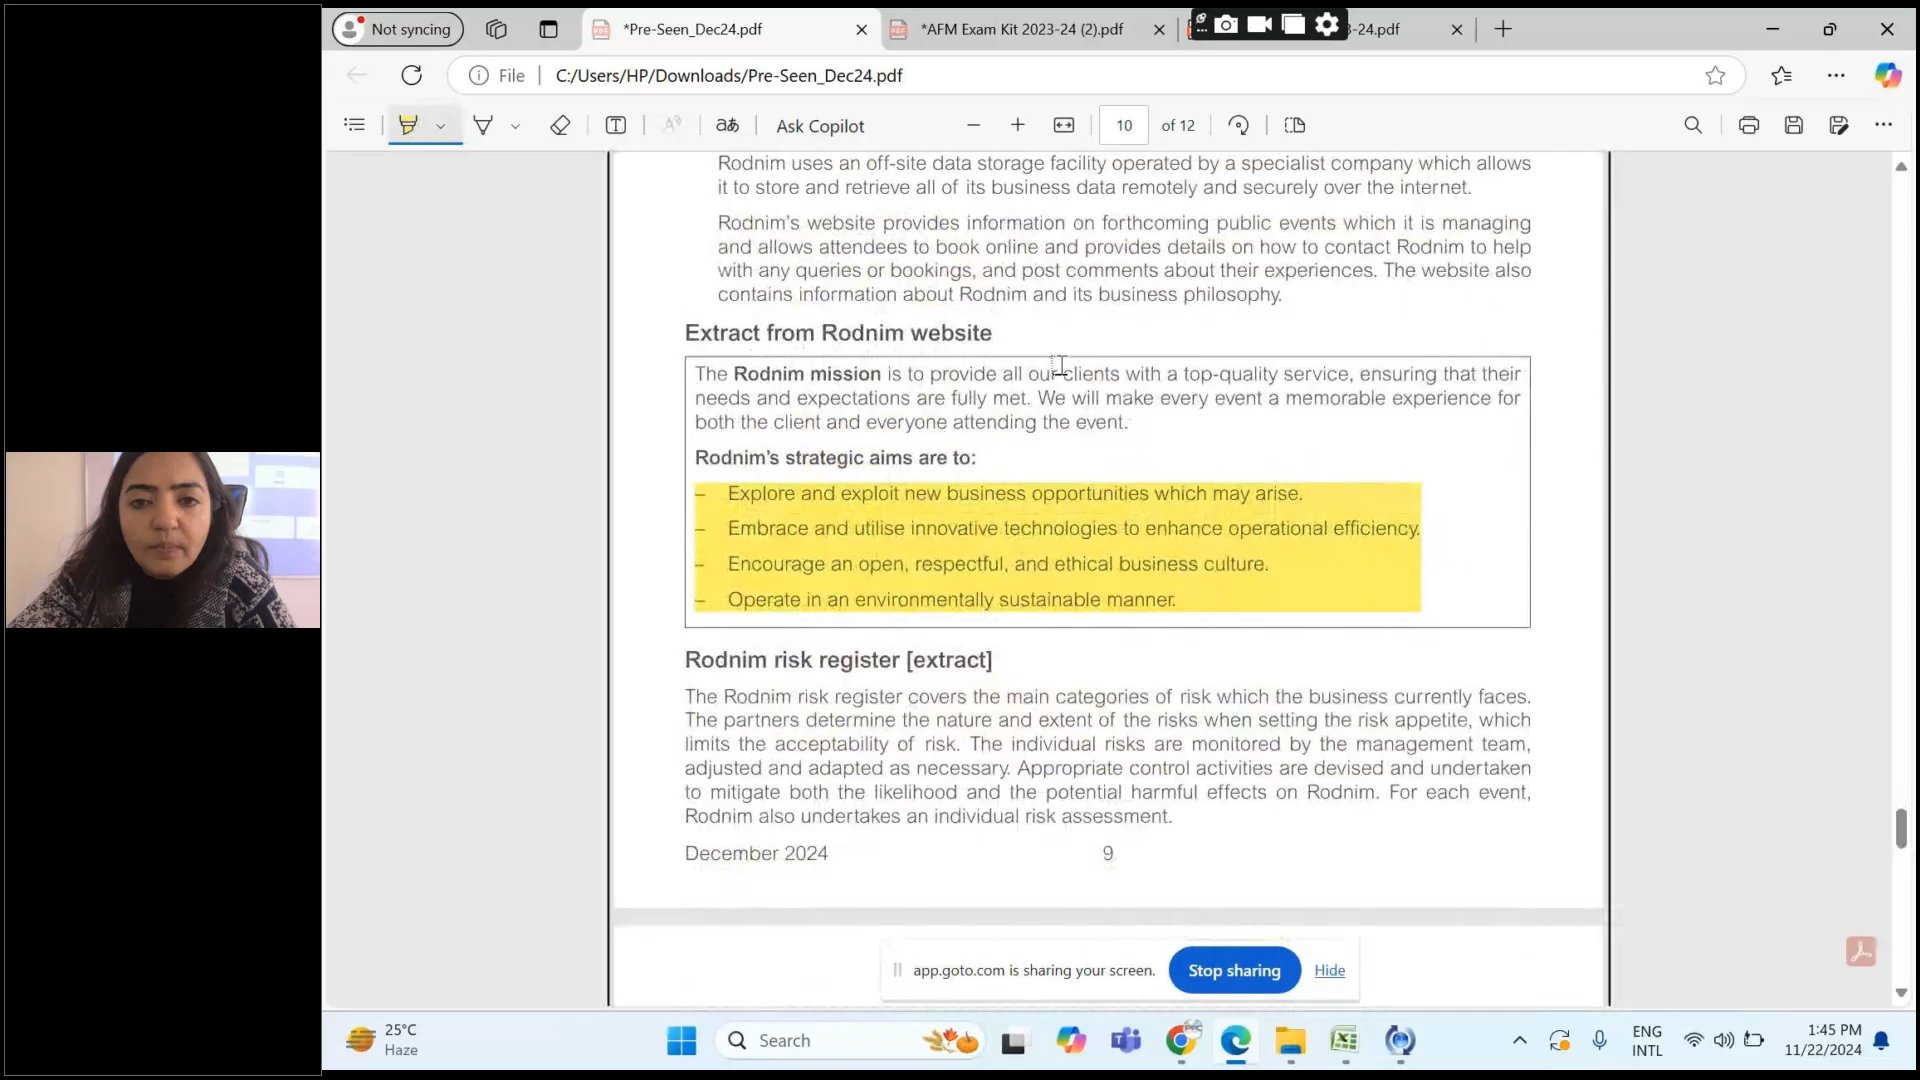 Not syncing
*Pre-Seen_Dec24.pdf
*AFM Exam Kit 2023-24 (2).pdf
3-24.pdf
File
C:/Users/HP/Downloads/Pre-Seen_Dec24.pdf
aあ
Ask Copilot
10
of 12
Rodnim uses an off-site data storage facility operated by a specialist company which allows
it to store and retrieve all of its business data remotely and securely over the internet.
Rodnim's website provides information on forthcoming public events which it is managing
and allows attendees to book online and provides details on how to contact Rodnim to help
with any queries or bookings, and post comments about their experiences. The website also
contains information about Rodnim and its business philosophy.
Extract from Rodnim website
The Rodnim mission is to provide all our clients with a top-quality service, ensuring that their
needs and expectations are fully met. We will make every event a memorable experience for
both the client and everyone attending the event.
Rodnim's strategic aims are to:
– Explore and exploit new business opportunities which may arise.
– Embrace and utilise innovative technologies to enhance operational efficiency.
– Encourage an open, respectful, and ethical business culture.
– Operate in an environmentally sustainable manner.
Rodnim risk register [extract]
The Rodnim risk register covers the main categories of risk which the business currently faces.
The partners determine the nature and extent of the risks when setting the risk appetite, which
limits the acceptability of risk. The individual risks are monitored by the management team,
adjusted and adapted as necessary. Appropriate control activities are devised and undertaken
to mitigate both the likelihood and the potential harmful effects on Rodnim. For each event,
Rodnim also undertakes an individual risk assessment.
December 2024
9
app.goto.com is sharing your screen.
Stop sharing
Hide
25°C
Haze
Search
ENG
INTL
1:45 PM
11/22/2024